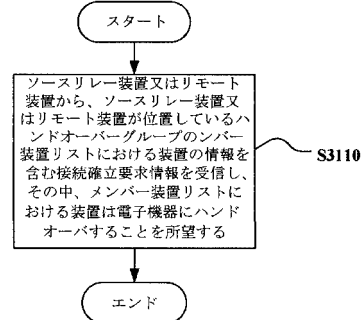 スタート
ソースリレー装置又はリモート
装置から、ソースリレー装置又
はリモート装置が位置しているハ
ンドオーバーグループのンバー
装置リストにおける装置の情報を
含む接続確立要求情報を受信し、
その中、メンバー装置リストに
おける装置は電子機器にハンド
オーバすることを所望する
S3110
エンド